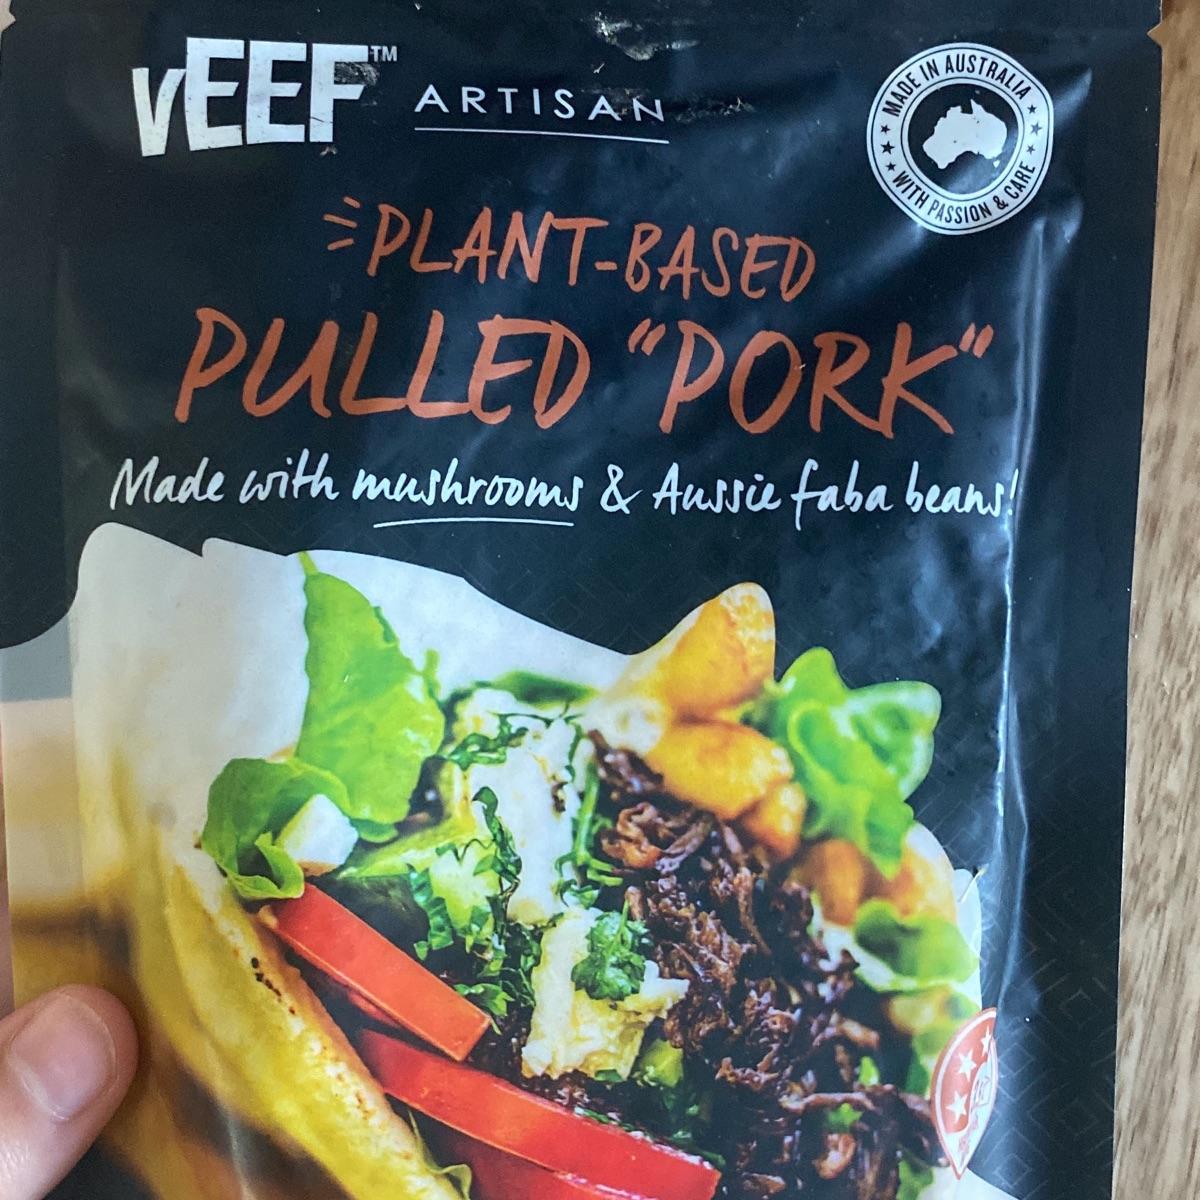 vEEF™ ARTISAN
MADE IN AUSTRALIA
WITH PASSION & CARE
PLANT-BASED
PULLED "PORK"
Made with mushrooms & Aussie faba beans!